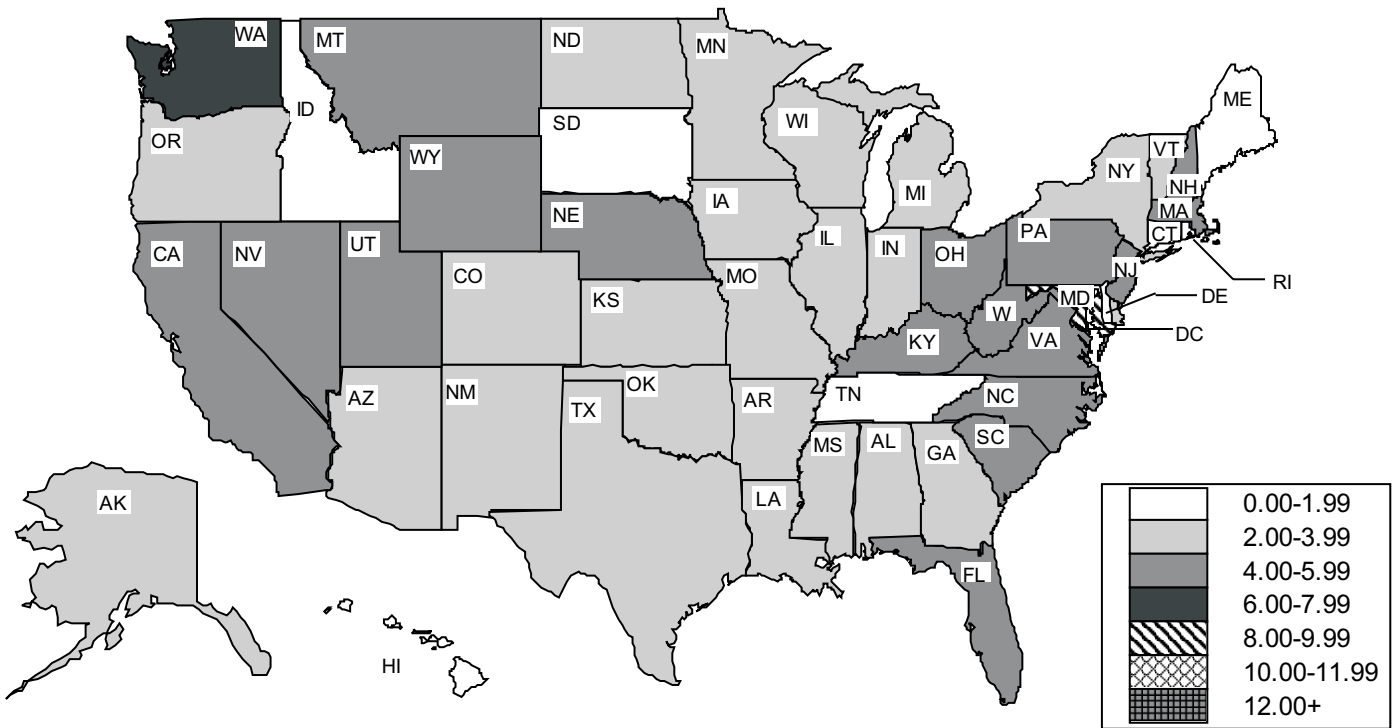 WA
MT
ND
MN
ID
OR
SD
WI
ME
WY
VT
NY
NH
MI
IA
NE
MA
CT
PA
CA
NV
UT
IL
IN
OH
NJ
RI
CO
MO
MD
DE
KS
W
DC
KY
VA
AZ
NM
OK
TX
AR
TN
NC
SC
MS
AL
GA
LA
AK
FL
HI
0.00-1.99
2.00-3.99
4.00-5.99
6.00-7.99
8.00-9.99
10.00-11.99
12.00+